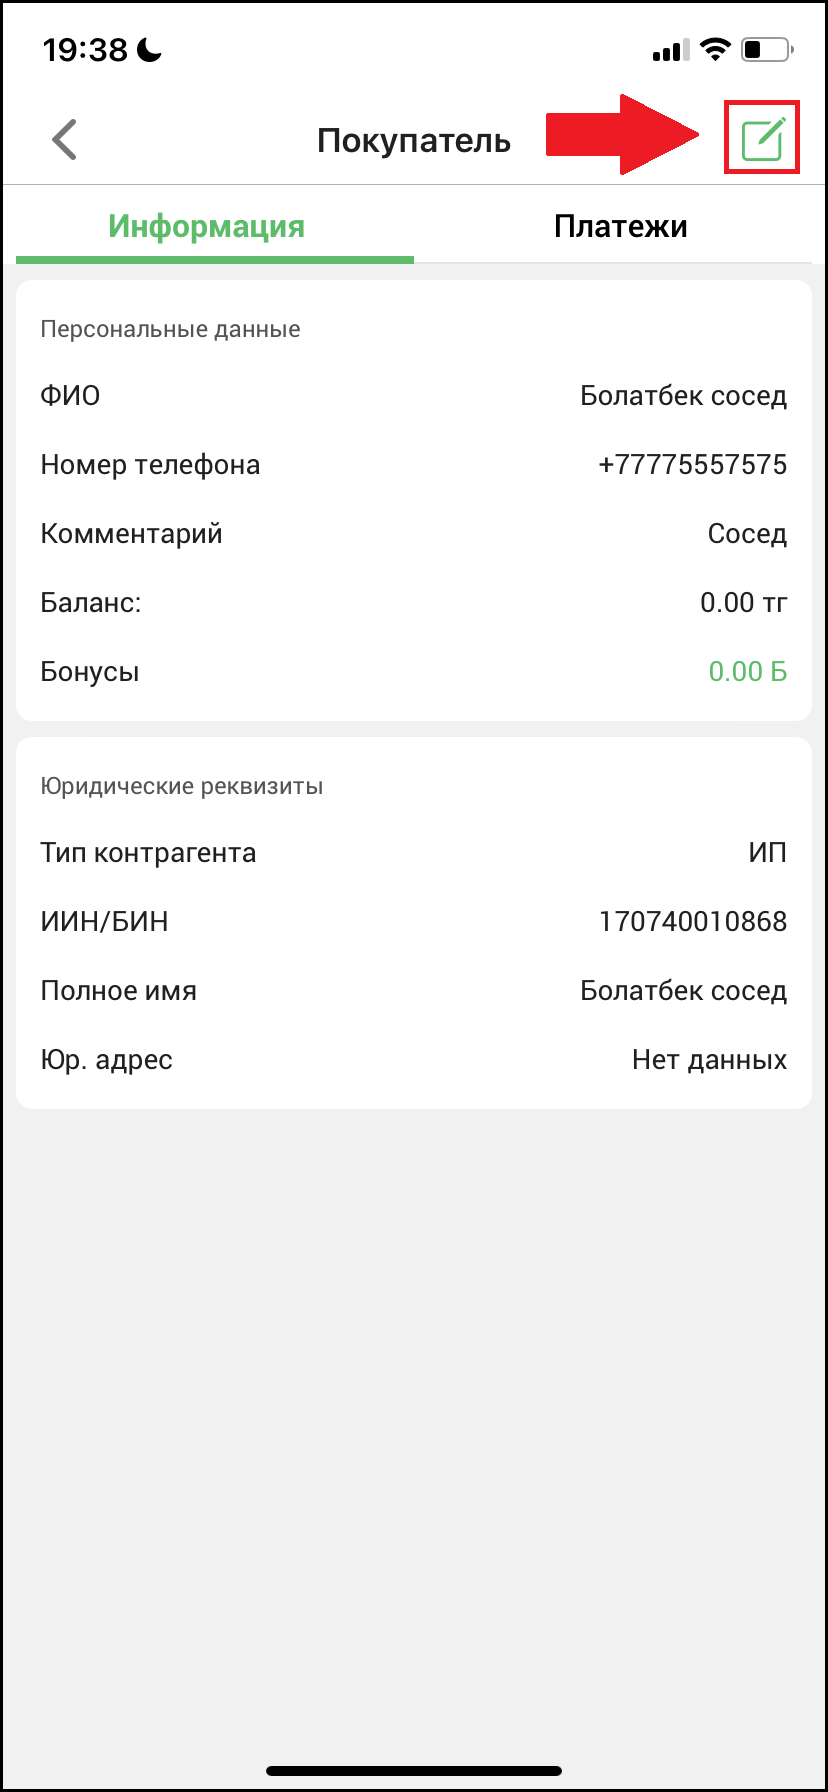 19:38
Покупатель
Информация Платежи
Персональные данные
ФИО Болатбек сосед
Номер телефона +77775557575
Комментарий Сосед
Баланс: 0.00 тг
Бонусы 0.00 Б
Юридические реквизиты
Тип контрагента ИП
ИИН/БИН 170740010868
Полное имя Болатбек сосед
Юр. адрес Нет данных